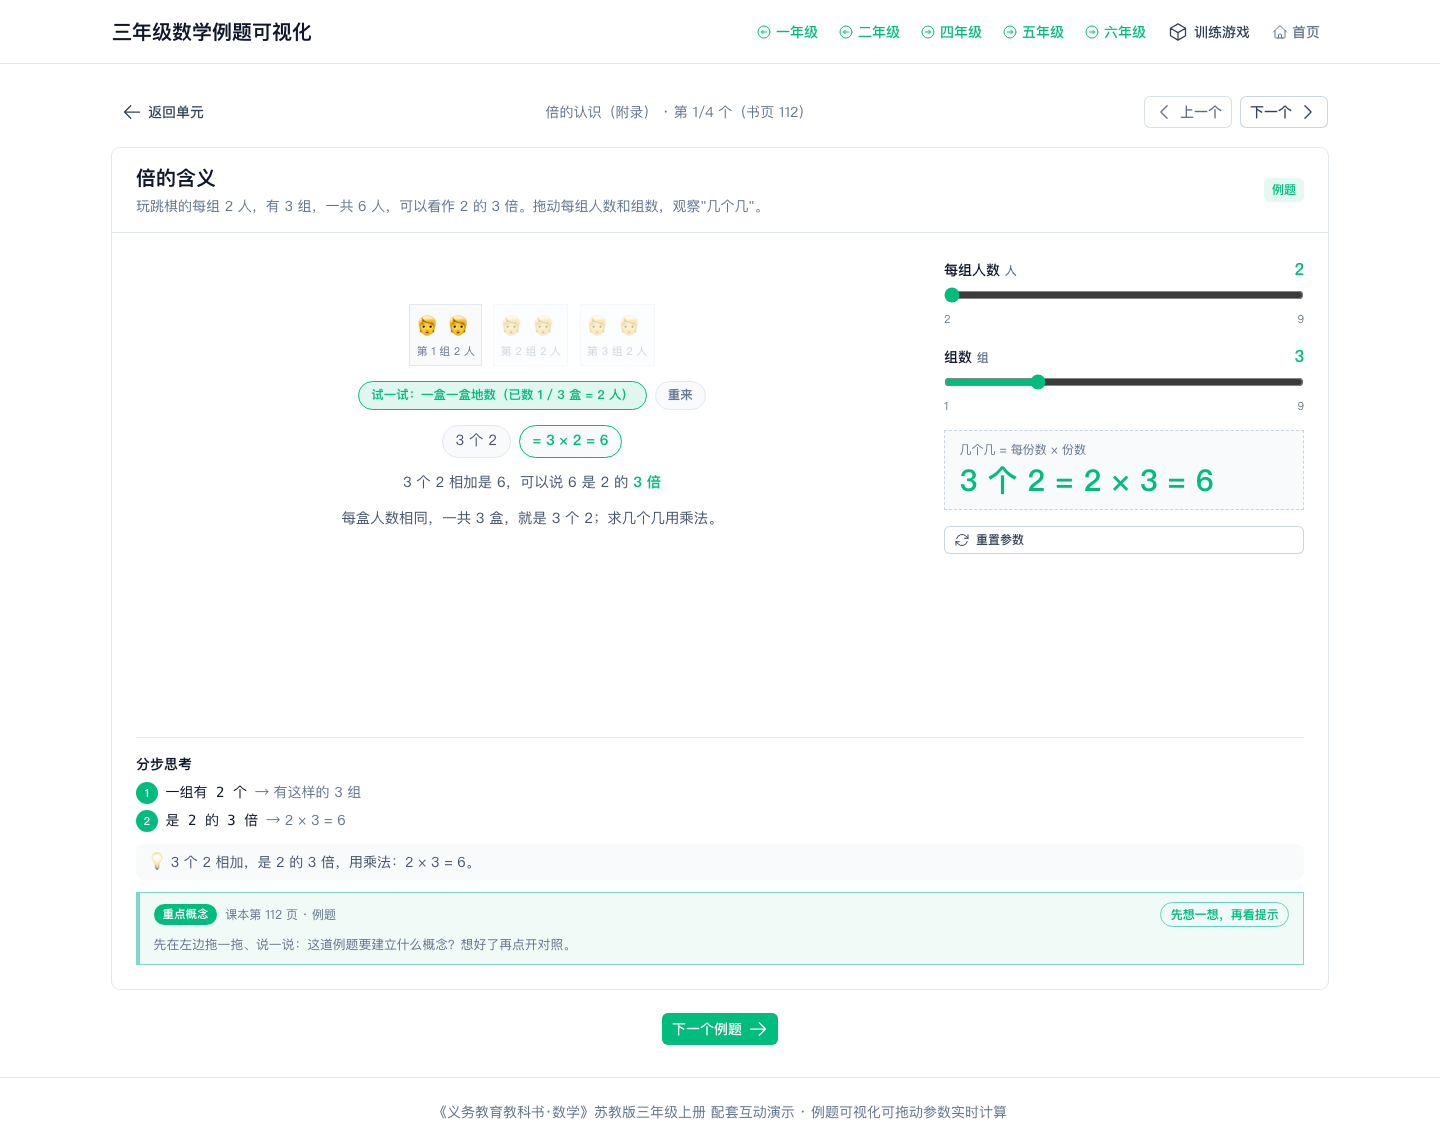 三年级数学例题可视化
一年级 二年级 四年级 五年级 六年级 训练游戏 首页
返回单元
倍的认识（附录） · 第 1/4 个（书页 112）
上一个 下一个
倍的含义
玩跳棋的每组 2 人，有 3 组，一共 6 人，可以看作 2 的 3 倍。拖动每组人数和组数，观察"几个几"。
例题
第 1 组 2 人 第 2 组 2 人 第 3 组 2 人
试一试：一盒一盒地数（已数 1 / 3 盒 = 2 人） 重来
3 个 2 = 3 × 2 = 6
3 个 2 相加是 6，可以说 6 是 2 的 3 倍
每盒人数相同，一共 3 盒，就是 3 个 2；求几个几用乘法。
每组人数 人 2
2 9
组数 组 3
1 9
几个几 = 每份数 × 份数
3 个 2 = 2 × 3 = 6
重置参数
分步思考
1 一组有 2 个 → 有这样的 3 组
2 是 2 的 3 倍 → 2 × 3 = 6
3 个 2 相加，是 2 的 3 倍，用乘法：2 × 3 = 6。
重点概念 课本第 112 页 · 例题
先想一想，再看提示
先在左边拖一拖、说一说：这道例题要建立什么概念？想好了再点开对照。
下一个例题 →
《义务教育教科书·数学》苏教版三年级上册 配套互动演示 · 例题可视化可拖动参数实时计算